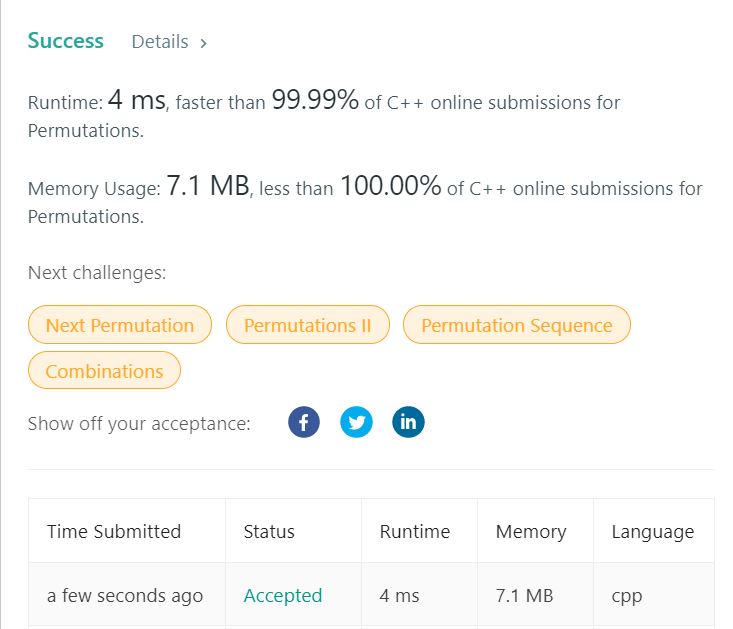 Success Details >
Runtime: 4 ms, faster than 99.99% of C++ online submissions for
Permutations.
Memory Usage: 7.1 MB, less than 100.00% of C++ online submissions for
Permutations.
Next challenges:
Next Permutation Permutations II Permutation Sequence
Combinations
Show off your acceptance: f in
Time Submitted Status Runtime Memory Language
a few seconds ago Accepted 4 ms 7.1 MB cpp